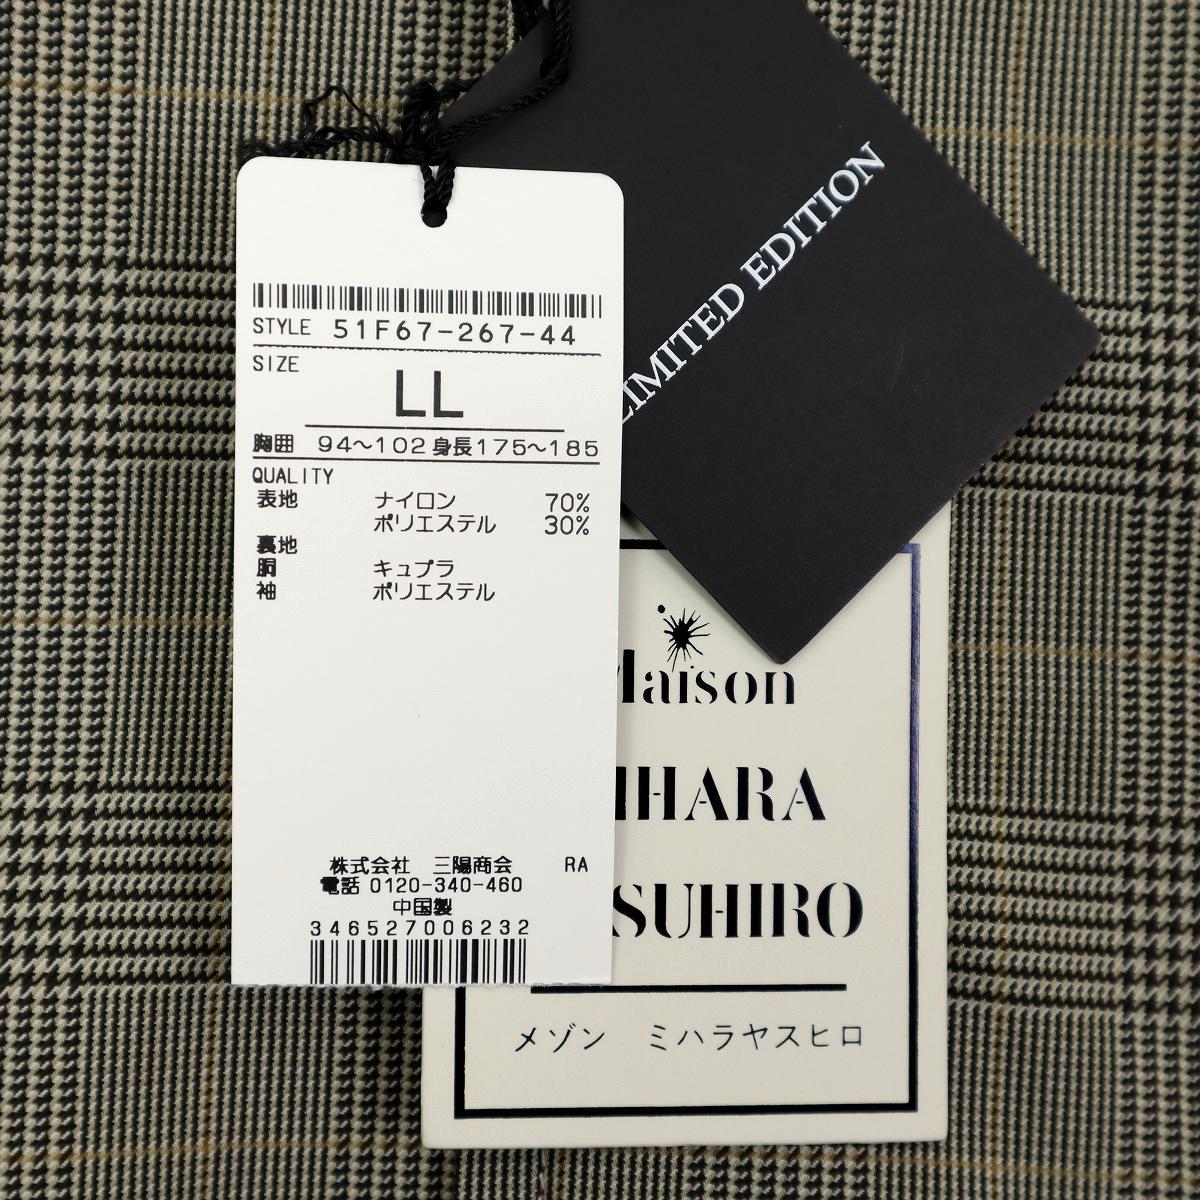 STYLE 51F67-267-44
SIZE
LL
胸囲 94～102 身長175～185
QUALITY
表地 ナイロン 70%
ポリエステル 30%
裏地
胴 キュプラ
袖 ポリエステル
株式会社 三陽商会 RA
電話 0120-340-460
中国製
3465270062 32
LIMITED EDITION
Maison
IHARA
SUHIRO
メゾン ミハラヤスヒロ